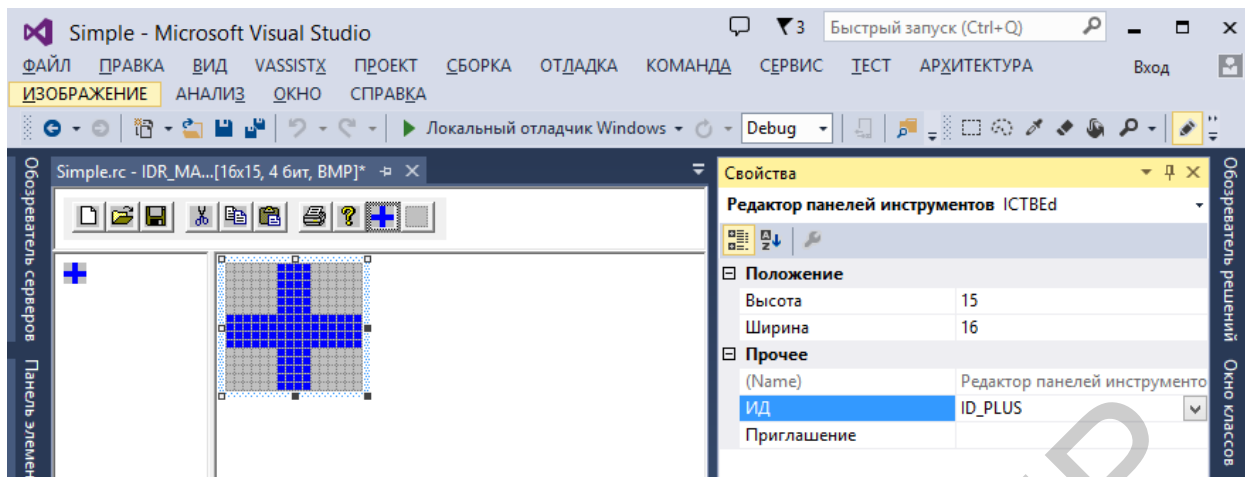 Simple - Microsoft Visual Studio 3 Быстрый запуск (Ctrl+Q)
ФАЙЛ ПРАВКА ВИД VASSISTX ПРОЕКТ СБОРКА ОТЛАДКА КОМАНДА СЕРВИС ТЕСТ АРХИТЕКТУРА Вход
ИЗОБРАЖЕНИЕ АНАЛИЗ ОКНО СПРАВКА
Локальный отладчик Windows Debug
Simple.rc - IDR_MA...[16x15, 4 бит, BMP]*
Обозреватель серверов
Панель элемен
Свойства
Редактор панелей инструментов ICTBEd
Положение
Высота 15
Ширина 16
Прочее
(Name) Редактор панелей инструменто
ИД ID_PLUS
Приглашение
Обозреватель решений
Окно классов